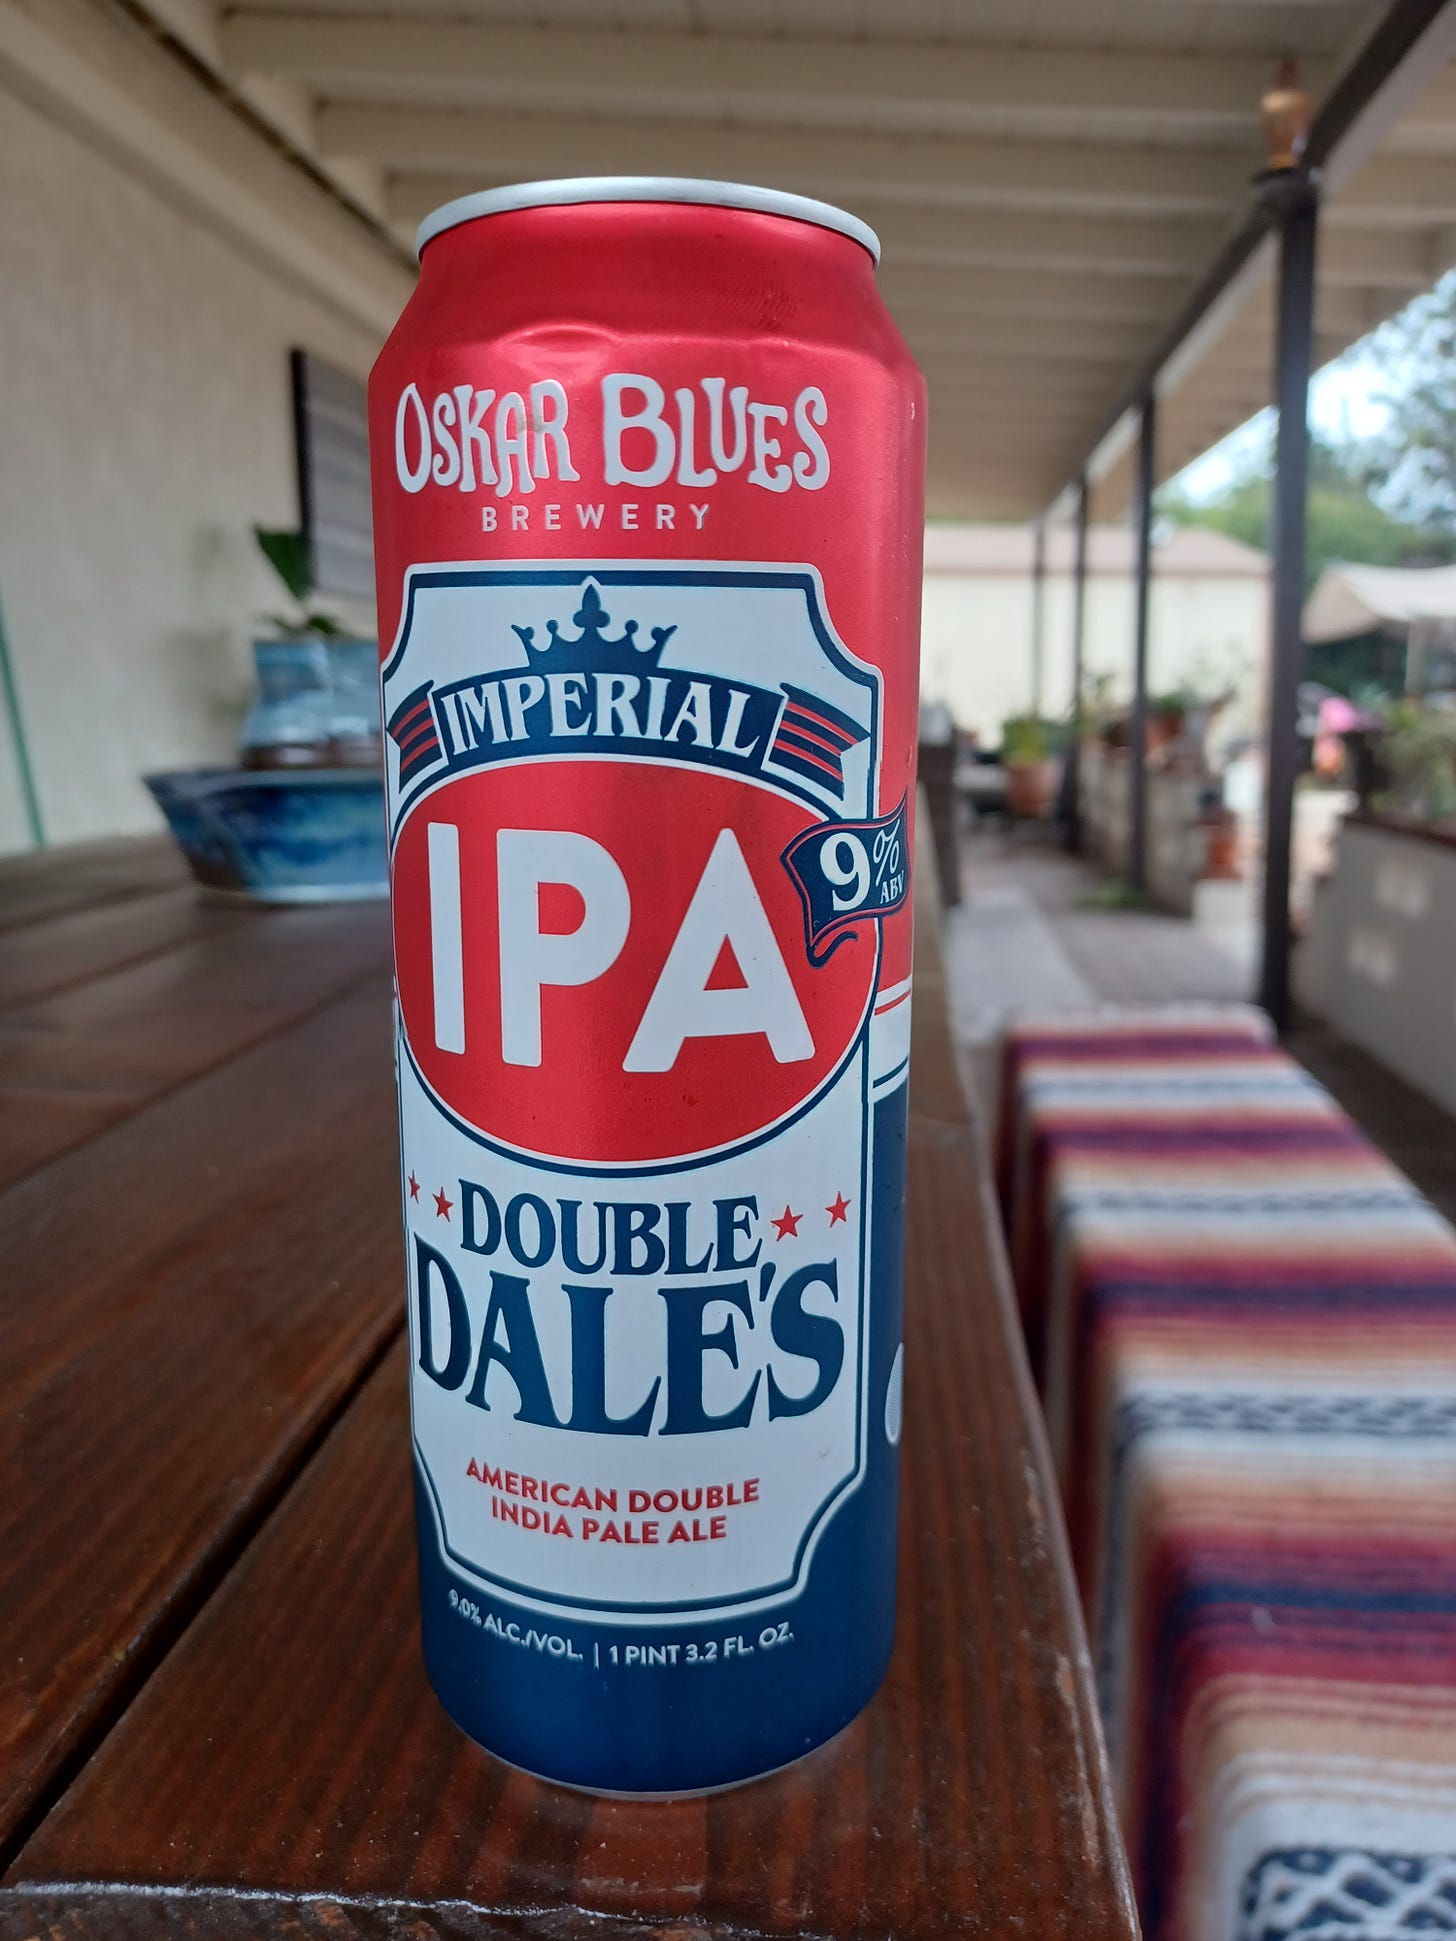 OSKAR BLUES
BREWERY
IMPERIAL
IPA
9% ABV
DOUBLE
DALE'S
AMERICAN DOUBLE
INDIA PALE ALE
9.0% ALC./VOL. | 1 PINT 3.2 FL. OZ.